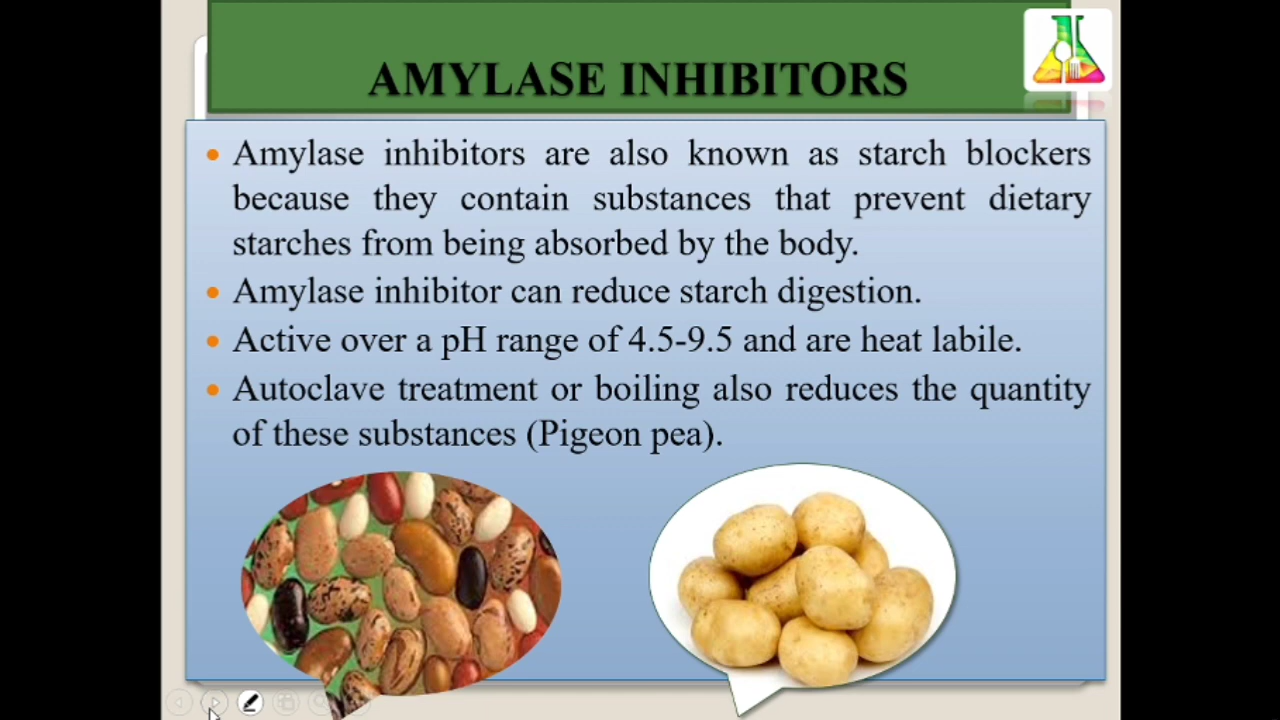 AMYLASE INHIBITORS
• Amylase inhibitors are also known as starch blockers
because they contain substances that prevent dietary
starches from being absorbed by the body.
• Amylase inhibitor can reduce starch digestion.
• Active over a pH range of 4.5-9.5 and are heat labile.
• Autoclave treatment or boiling also reduces the quantity
of these substances (Pigeon pea).